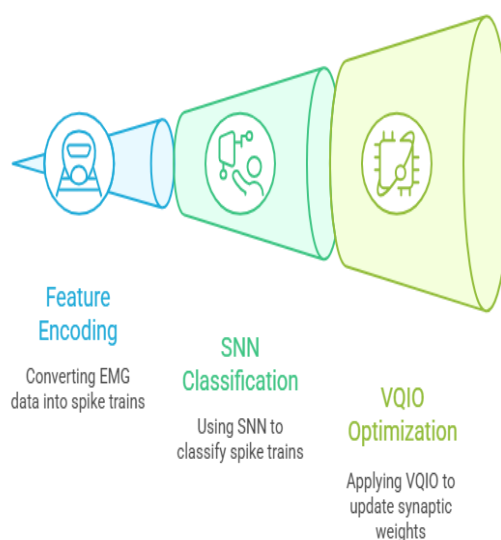 Feature
Encoding
Converting EMG
data into spike trains
SNN
Classification
Using SNN to
classify spike trains
VQIO
Optimization
Applying VQIO to
update synaptic
weights